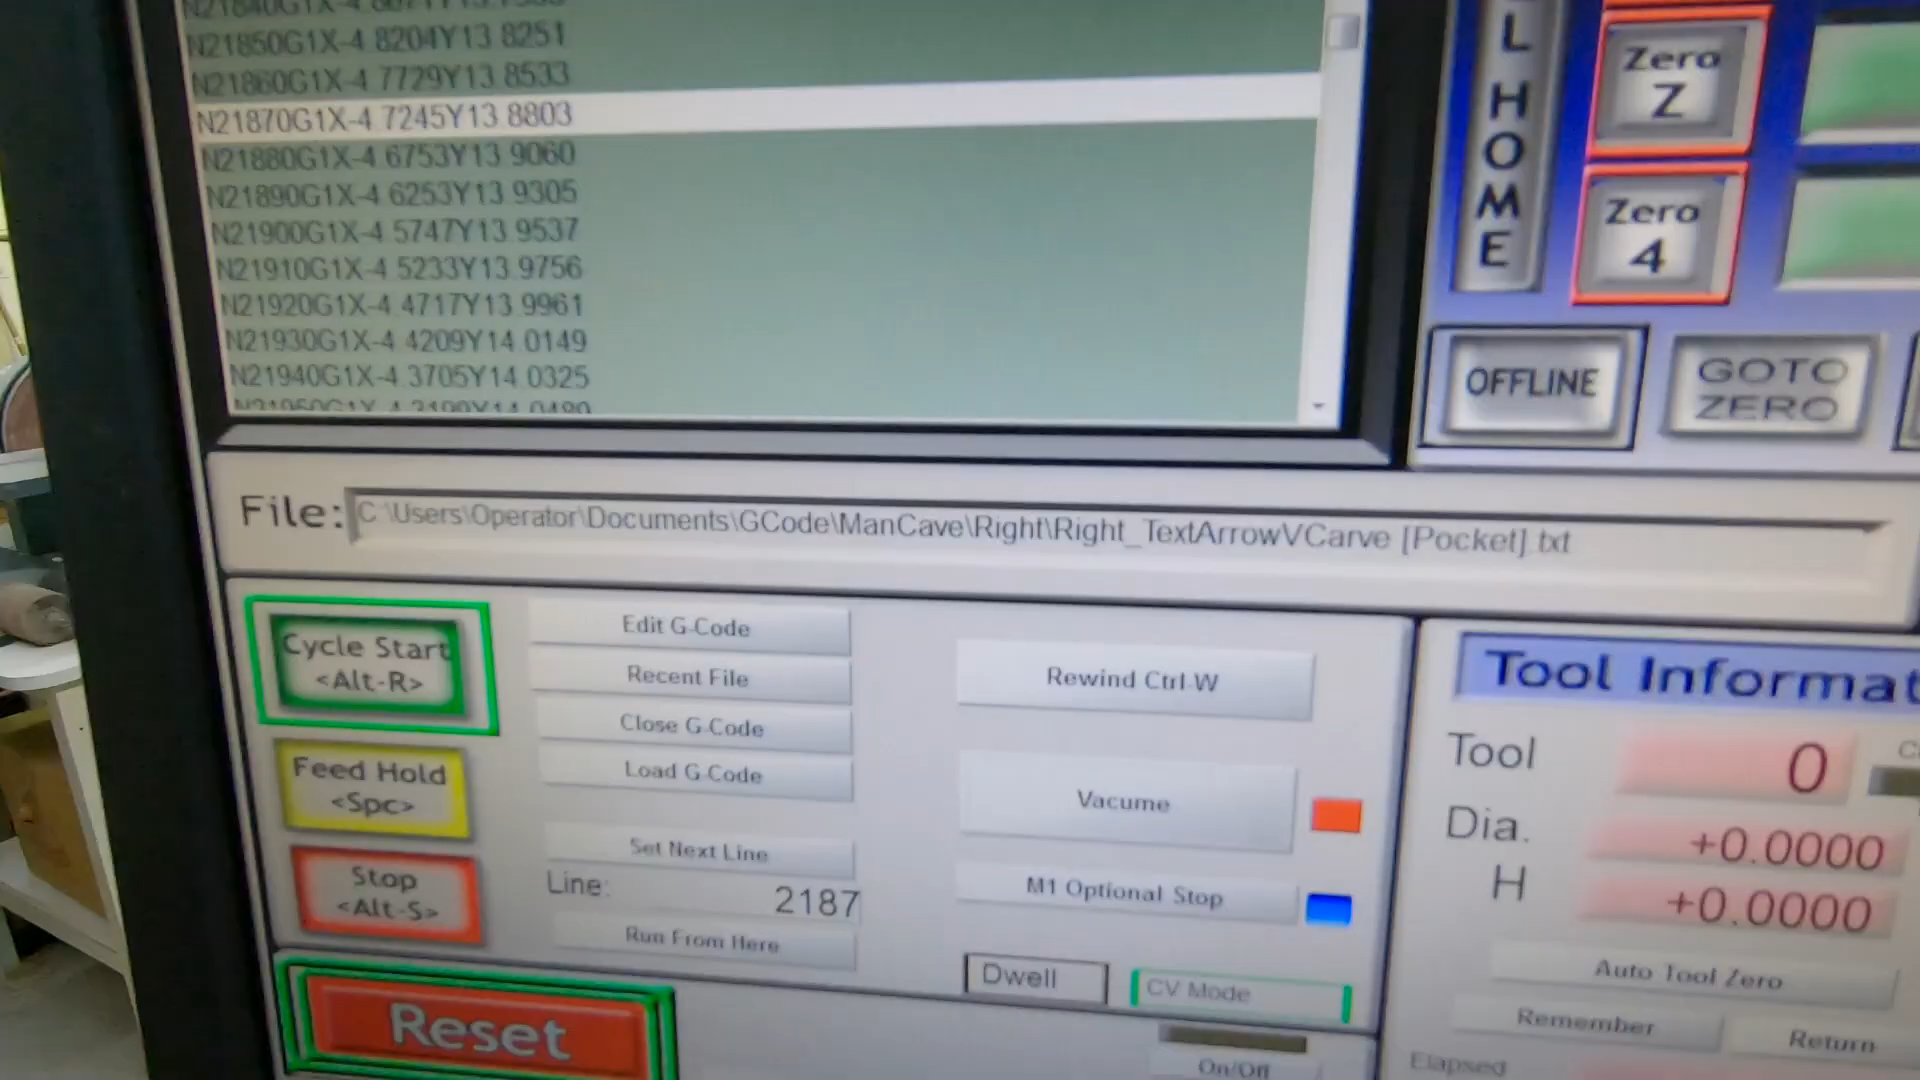 N21850G1X-4.8204Y13.8251
N21860G1X-4.7729Y13.8533
N21870G1X-4.7245Y13.8803
N21880G1X-4.6753Y13.9060
N21890G1X-4.6253Y13.9305
N21900G1X-4.5747Y13.9537
N21910G1X-4.5233Y13.9756
N21920G1X-4.4717Y13.9961
N21930G1X-4.4209Y14.0149
N21940G1X-4.3705Y14.0325
L HOME
Zero
Z
Zero
4
OFFLINE
GOTO
ZERO
File: C:\Users\Operator\Documents\GCode\ManCave\Right\Right_TextArrowVCarve [Pocket].txt
Cycle Start
<Alt-R>
Feed Hold
<Spc>
Stop
<Alt-S>
Reset
Edit G-Code
Recent File
Close G-Code
Load G-Code
Set Next Line
Line: 2187
Run From Here
Rewind Ctrl-W
Vacume
M1 Optional Stop
Dwell
CV Mode
On/Off
Tool Informat
Tool 0
Dia. +0.0000
H +0.0000
Auto Tool Zero
Remember
Return
Elapsed